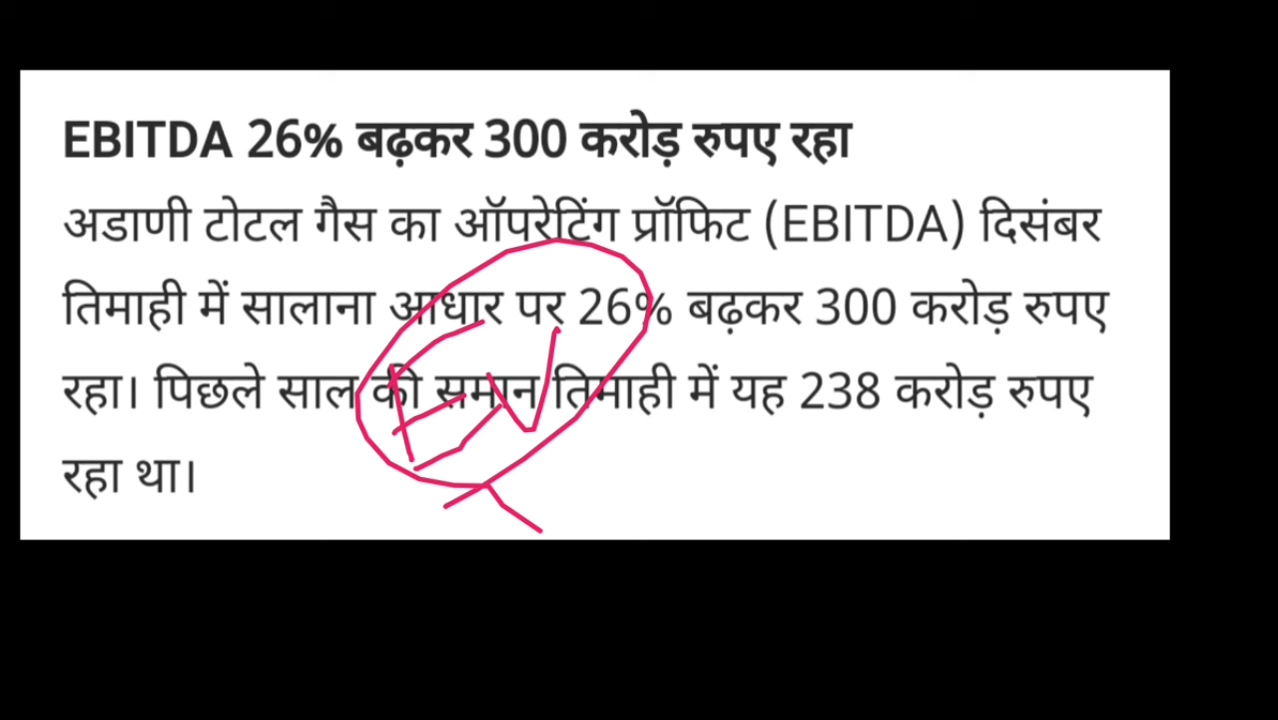 EBITDA 26% बढ़कर 300 करोड़ रुपए रहा
अडाणी टोटल गैस का ऑपरेटिंग प्रॉफिट (EBITDA) दिसंबर
तिमाही में सालाना आधार पर 26% बढ़कर 300 करोड़ रुपए
रहा। पिछले साल की समान तिमाही में यह 238 करोड़ रुपए
रहा था।
EV